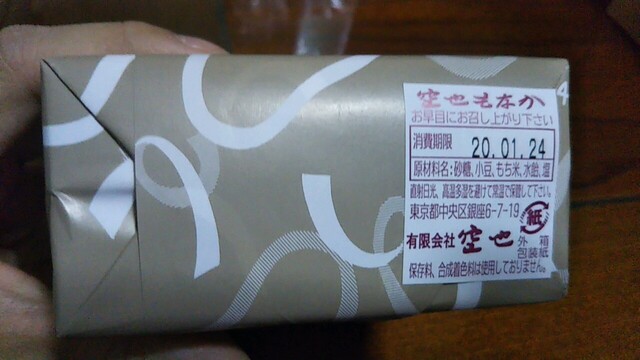 空也もなか
お早目にお召し上がり下さい
消費期限 20.01.24
原材料名:砂糖、小豆、もち米、水飴、塩
直射日光、高温多湿を避けて常温で保管して下さい。
東京都中央区銀座6-7-19
紙
有限会社 空也
外箱
包装紙
保存料、合成着色料は使用しておりません。
4